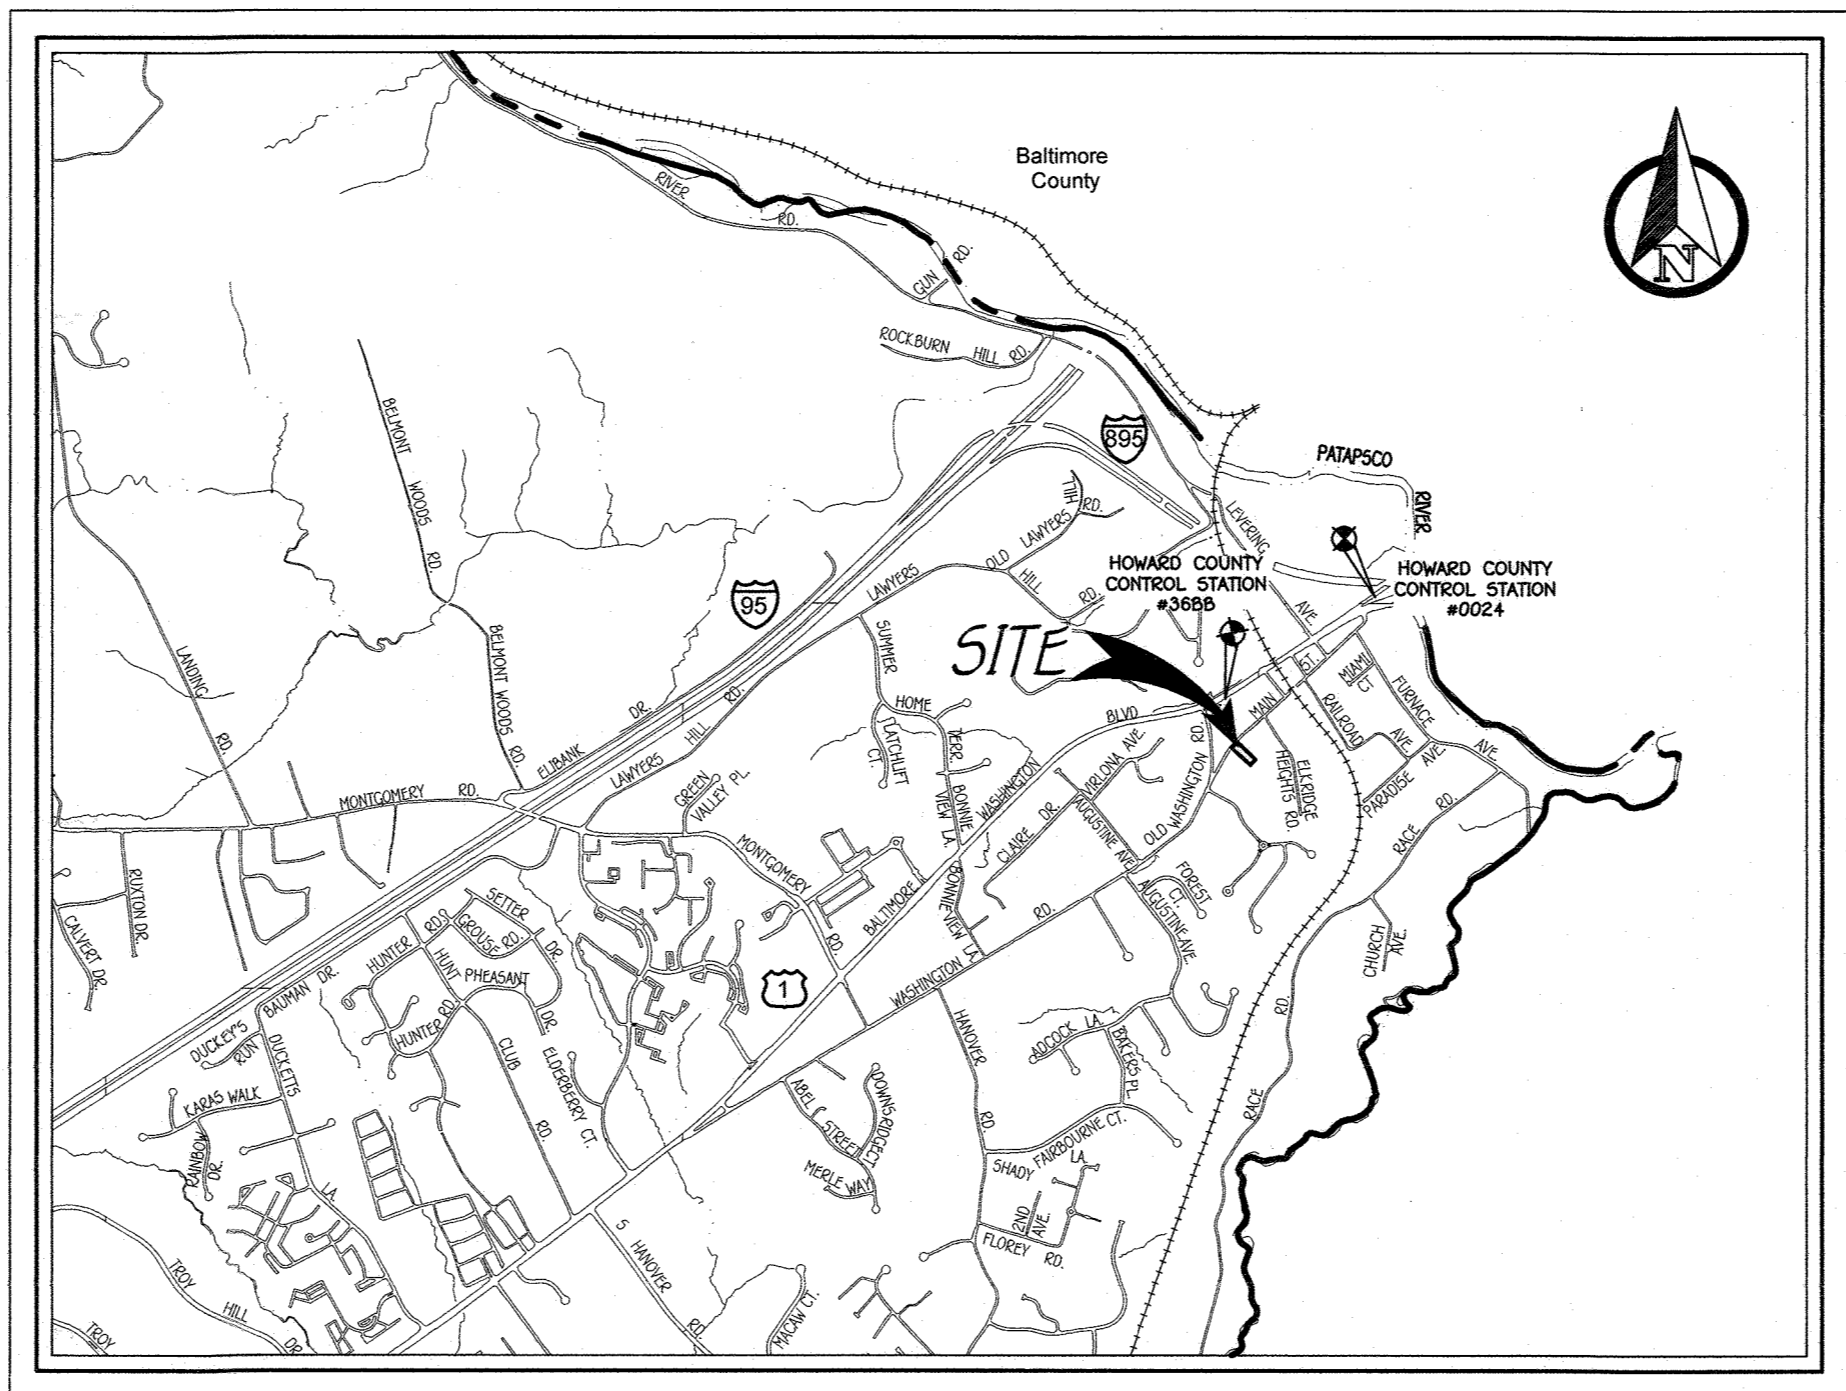 Baltimore
County
N
RIVER
RD.
GUN RD.
ROCKBURN HILL RD.
895
PATAPSCO
RIVER
BELMONT WOODS RD.
HILL RD.
OLD LAWYERS
LEVERING
AVE.
HOWARD COUNTY
CONTROL STATION
#36BB
HOWARD COUNTY
CONTROL STATION
#0024
95
LAWYERS
HILL RD.
SITE
SUMMER
HOME
TERR.
LATCHLIFT
CT.
LANDING
RD.
BELMONT WOODS RD.
ELIBANK
DR.
LAWYERS HILL RD.
BLVD
MAIN
ST.
MIAMI
CT
FURNACE
AVE.
RAILROAD
AVE.
PARADISE AVE.
ELKRIDGE
HEIGHTS RD.
RACE RD.
MONTGOMERY RD.
GREEN
VALLEY PL.
BONNIE
VIEW LA.
WASHINGTON
VIRLONA AVE.
CLAIRE DR.
AUGUSTINE AVE.
OLD WASHINGTON RD.
FOREST
CT.
AUGUSTINE AVE.
MONTGOMERY
RD.
BALTIMORE
BONNIE VIEW LA.
RD.
WASHINGTON
CHURCH
AVE.
RUXTON DR.
CALVERT DR.
SETTER
DR.
GROUSE RD.
HUNTER RD.
HUNT
PHEASANT
DR.
HUNTER RD.
BAUMAN DR.
DUCKEY'S
RUN
DUCKETTS
LA.
KARAS WALK
RAINBOW
DR.
CLUB
RD.
ELDERBERRY CT.
1
HANOVER
RD.
ADCOCK LA.
BAKERS PL.
RD.
RACE
ABEL STREET
DOWNS RIDGE CT
MERLE WAY
FAIRBOURNE CT.
SHADY
LA.
2ND
AVE.
FLOREY RD.
S HANOVER
RD.
MACAW CT.
TROY
HILL
DR.
TROY